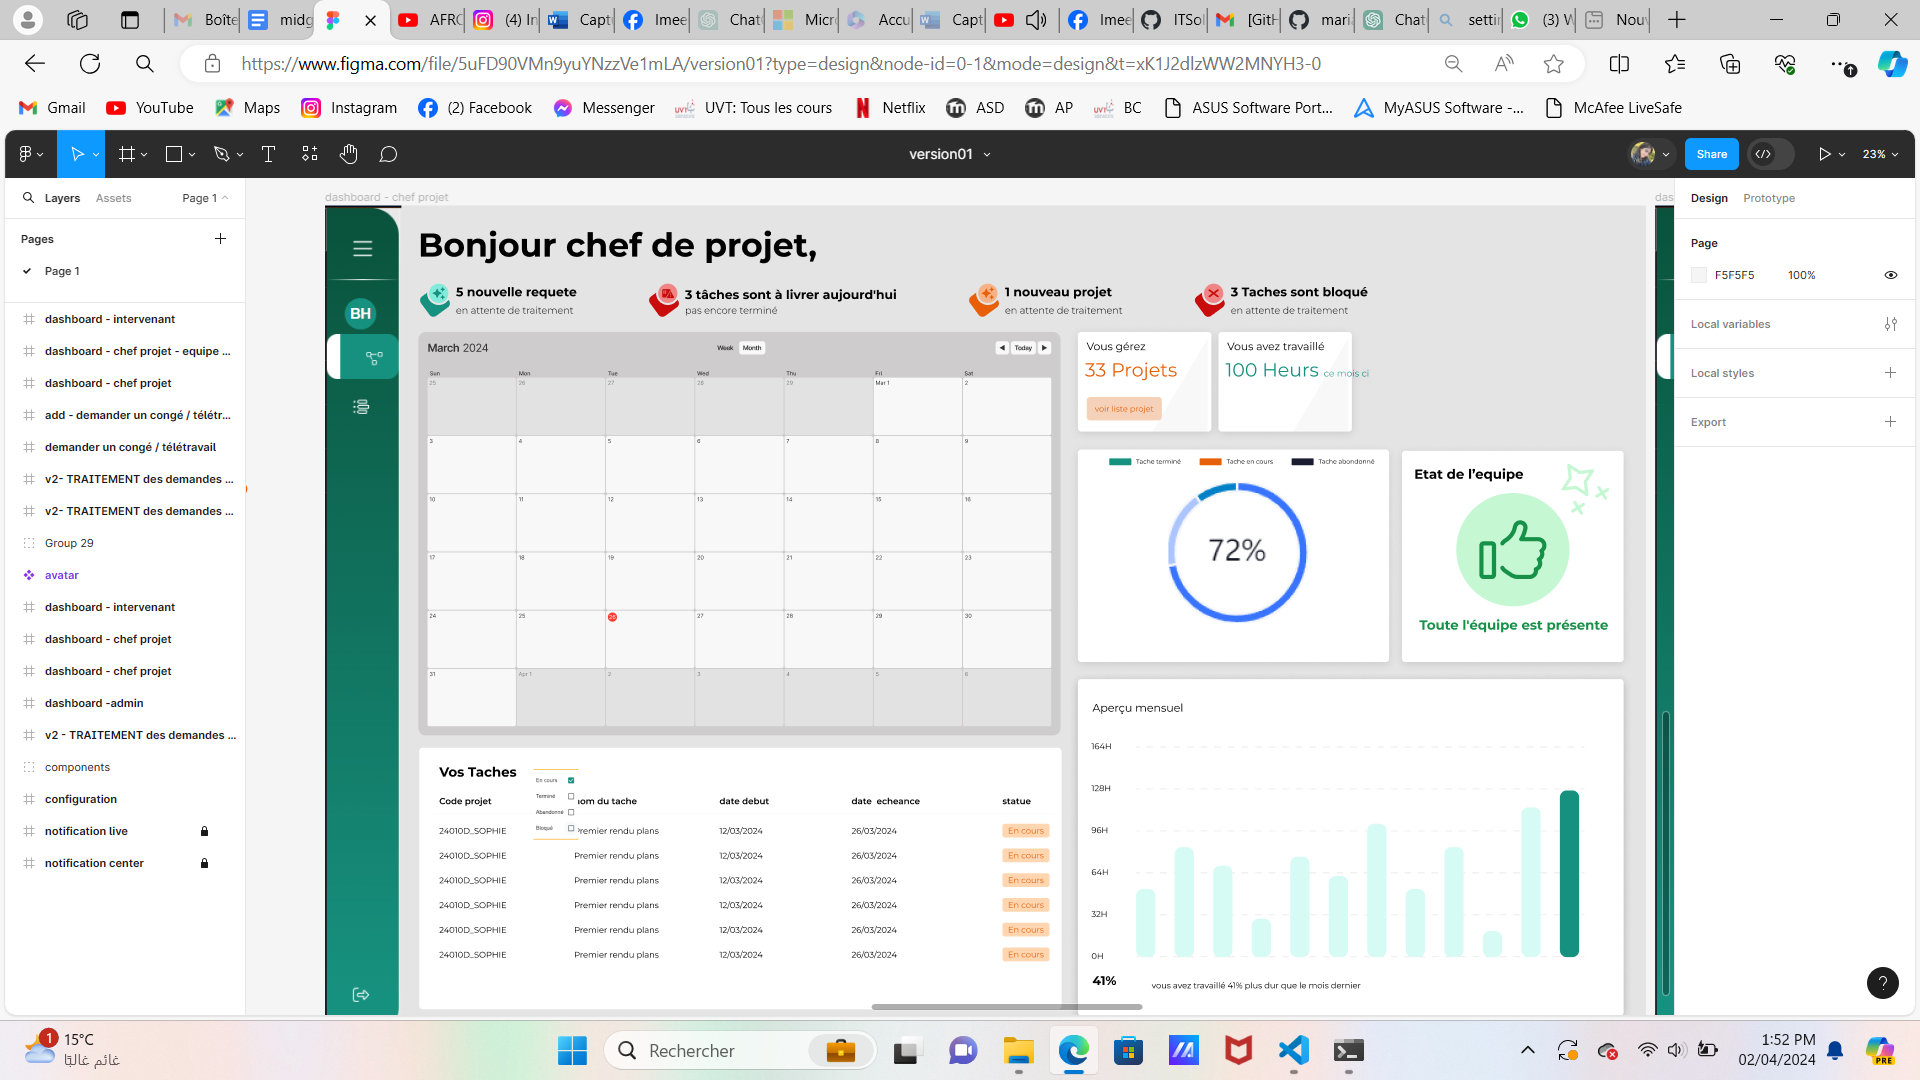 Boîte
midg
AFRO
(4) In
Capt
Imee
Chat
Micro
Accu
Capt
Imee
ITSol
[GitH
maria
Chat
settin
(3) W
Nouv
https://www.figma.com/file/5uFD90VMn9yuYNzzVe1mLA/version01?type=design&node-id=0-1&mode=design&t=xK1J2dIzWW2MNYH3-0
Gmail YouTube Maps Instagram (2) Facebook Messenger UVT: Tous les cours Netflix ASD AP BC ASUS Software Port... MyASUS Software -... McAfee LiveSafe
version01
Share
23%
Layers Assets Page 1
Pages
Page 1
dashboard - intervenant
dashboard - chef projet - equipe ...
dashboard - chef projet
add - demander un congé / télétr...
demander un congé / télétravail
v2- TRAITEMENT des demandes ...
v2- TRAITEMENT des demandes ...
Group 29
avatar
dashboard - intervenant
dashboard - chef projet
dashboard - chef projet
dashboard -admin
v2 - TRAITEMENT des demandes ...
components
configuration
notification live
notification center
dashboard - chef projet
das
BH
Bonjour chef de projet,
5 nouvelle requete
en attente de traitement
3 tâches sont à livrer aujourd'hui
pas encore terminé
1 nouveau projet
en attente de traitement
3 Taches sont bloqué
en attente de traitement
March 2024
Week Month
Today
Sun Mon Tue Wed Thu Fri Sat
25 26 27 28 29 Mar 1 2
3 4 5 6 7 8 9
10 11 12 13 14 15 16
17 18 19 20 21 22 23
24 25 26 27 28 29 30
31 Apr 1 2 3 4 5 6
Vous gérez
33 Projets
voir liste projet
Vous avez travaillé
100 Heurs ce mois ci
Tache terminé Tache en cours Tache abondonné
72%
Etat de l’equipe
Toute l'équipe est présente
Vos Taches
En cours
Terminé
Abandonné
Bloqué
Code projet nom du tache date debut date echeance statue
24010D_SOPHIE Premier rendu plans 12/03/2024 26/03/2024 En cours
24010D_SOPHIE Premier rendu plans 12/03/2024 26/03/2024 En cours
24010D_SOPHIE Premier rendu plans 12/03/2024 26/03/2024 En cours
24010D_SOPHIE Premier rendu plans 12/03/2024 26/03/2024 En cours
24010D_SOPHIE Premier rendu plans 12/03/2024 26/03/2024 En cours
24010D_SOPHIE Premier rendu plans 12/03/2024 26/03/2024 En cours
Aperçu mensuel
164H
128H
96H
64H
32H
0H
41%
vous avez travaillé 41% plus dur que le mois dernier
Design Prototype
Page
F5F5F5 100%
Local variables
Local styles
Export
?
1
15°C
غائم غالبًا
Rechercher
PRE
1:52 PM
02/04/2024